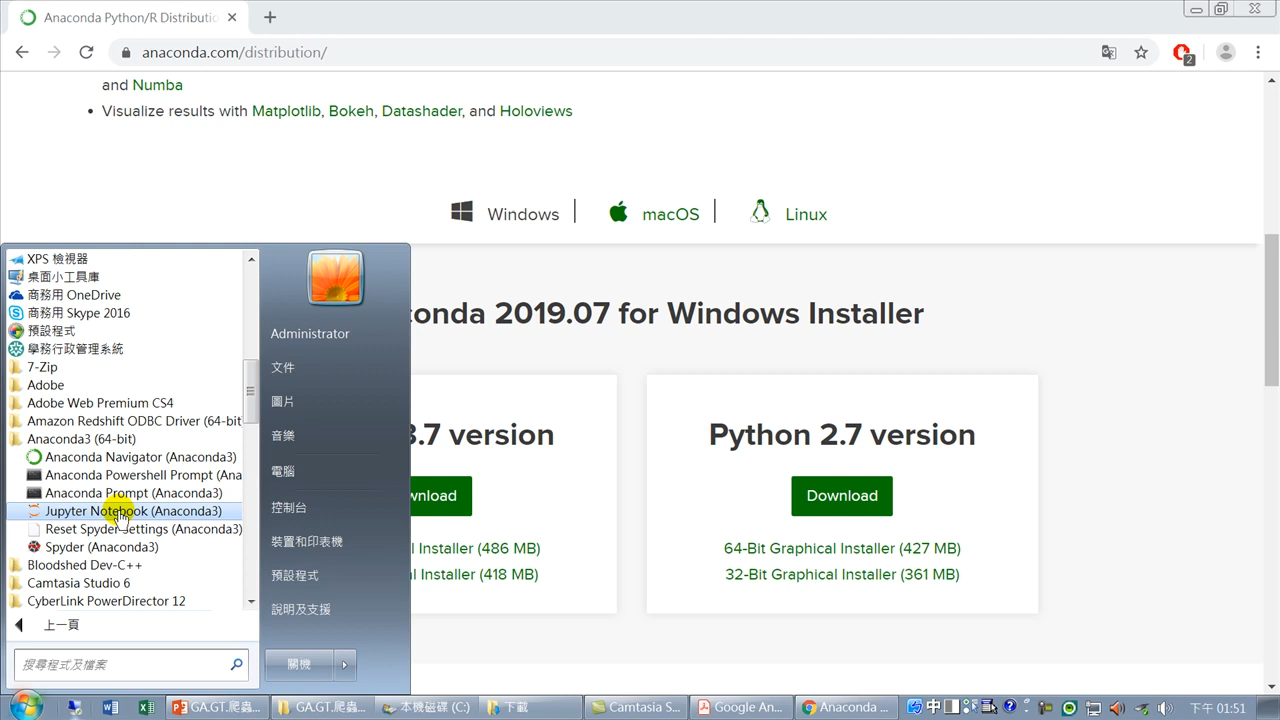 Anaconda Python/R Distributio
anaconda.com/distribution/
2
and Numba
• Visualize results with Matplotlib, Bokeh, Datashader, and Holoviews
Windows
macOS
Linux
conda 2019.07 for Windows Installer
3.7 version
wnload
l Installer (486 MB)
al Installer (418 MB)
Python 2.7 version
Download
64-Bit Graphical Installer (427 MB)
32-Bit Graphical Installer (361 MB)
XPS 檢視器
桌面小工具庫
商務用 OneDrive
商務用 Skype 2016
預設程式
學務行政管理系統
7-Zip
Adobe
Adobe Web Premium CS4
Amazon Redshift ODBC Driver (64-bit
Anaconda3 (64-bit)
Anaconda Navigator (Anaconda3)
Anaconda Powershell Prompt (Ana
Anaconda Prompt (Anaconda3)
Jupyter Notebook (Anaconda3)
Reset Spyder Settings (Anaconda3)
Spyder (Anaconda3)
Bloodshed Dev-C++
Camtasia Studio 6
CyberLink PowerDirector 12
上一頁
搜尋程式及檔案
Administrator
文件
圖片
音樂
電腦
控制台
裝置和印表機
預設程式
說明及支援
關機
GA.GT.爬蟲...
GA.GT.爬蟲...
本機磁碟 (C:)
下載
Camtasia S...
Google An...
Anaconda ...
中
下午 01:51